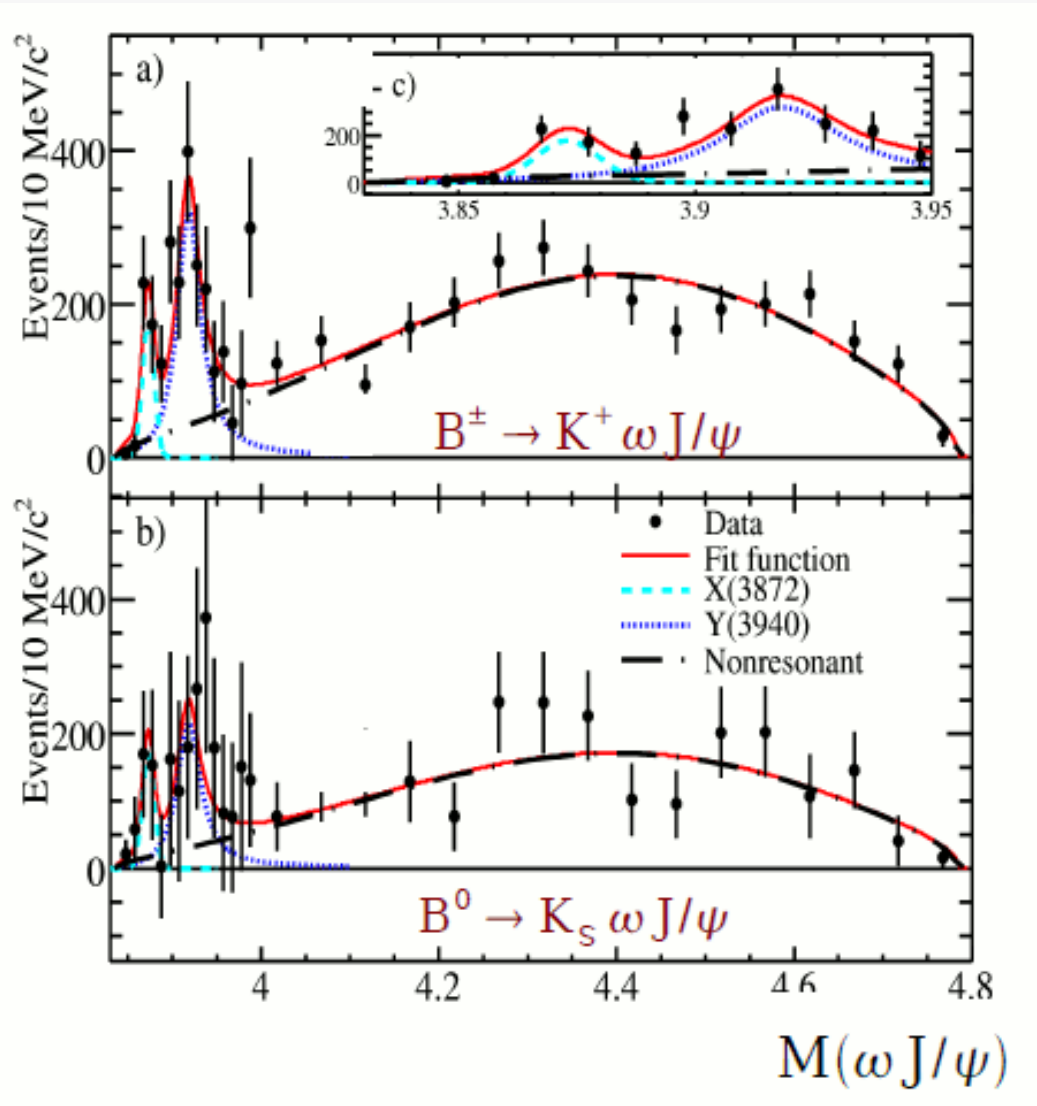 Events/10 MeV/c²
a)
400
200
0
c)
200
0
3.85 3.9 3.95
B± → K+ ω J/ψ
Events/10 MeV/c²
b)
400
200
0
Data
Fit function
X(3872)
Y(3940)
Nonresonant
B⁰ → K_S ω J/ψ
4 4.2 4.4 4.6 4.8
M(ω J/ψ)